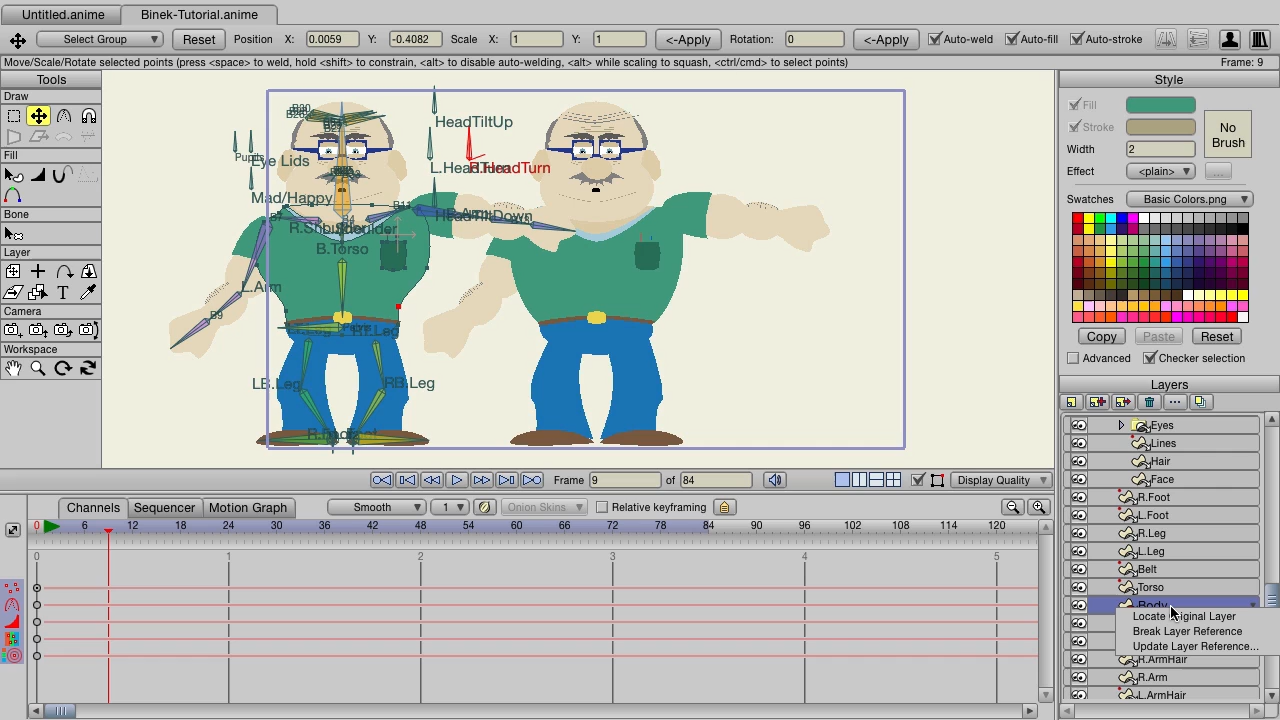 Untitled.anime
Binek-Tutorial.anime
Select Group
Reset
Position X: 0.0059 Y: -0.4082 Scale X: 1 Y: 1 <-Apply Rotation: 0 <-Apply Auto-weld Auto-fill Auto-stroke
Move/Scale/Rotate selected points (press <space> to weld, hold <shift> to constrain, <alt> to disable auto-welding, <alt> while scaling to squash, <ctrl/cmd> to select points)
Frame: 9
Tools
Draw
Fill
Bone
Layer
Camera
Workspace
HeadTiltUp
Eye Lids
R.HeadTurn
Mad/Happy
HeadTiltDown
B11
B7
B4
B.Torso
L.Arm
B9
RF.Leg
LB.Leg
RB.Leg
Style
Fill
Stroke
No
Brush
Width 2
Effect <plain> ...
Swatches Basic Colors.png
Copy Paste Reset
Advanced Checker selection
Layers
Eyes
Lines
Hair
Face
R.Foot
L.Foot
R.Leg
L.Leg
Belt
Torso
Body
Locate Original Layer
Break Layer Reference
Update Layer Reference...
R.ArmHair
R.Arm
L.ArmHair
Frame 9 of 84 Display Quality
Channels Sequencer Motion Graph Smooth 1 Onion Skins Relative keyframing
0 6 12 18 24 30 36 42 48 54 60 66 72 78 84 90 96 102 108 114 120
0 1 2 3 4 5